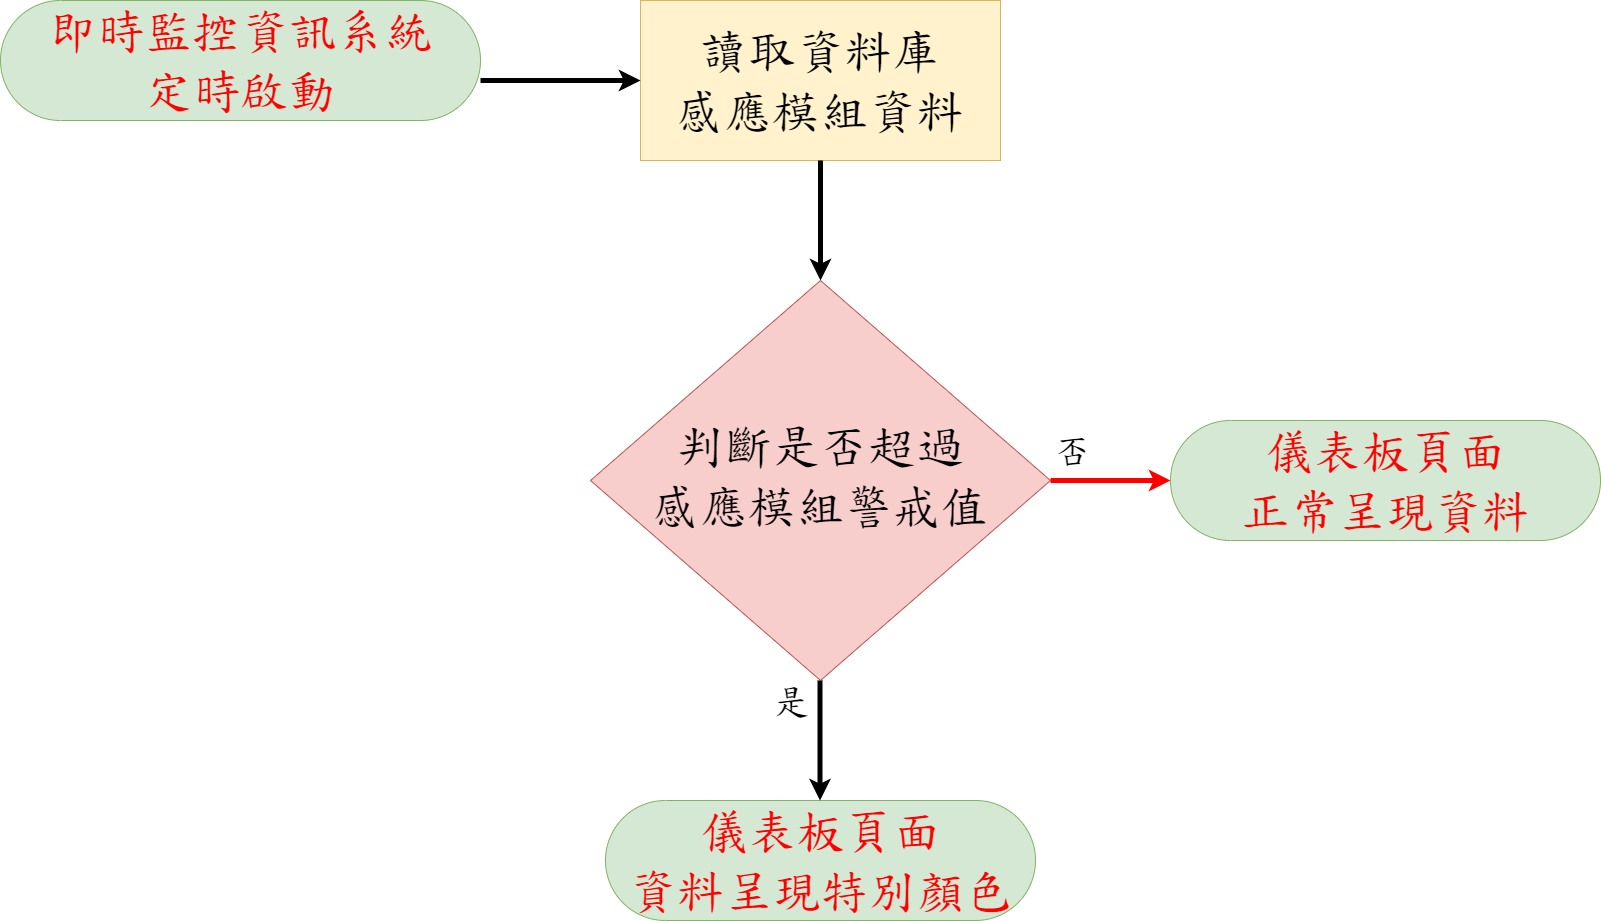 即時監控資訊系統
定時啟動
讀取資料庫
感應模組資料
判斷是否超過
感應模組警戒值
否
儀表板頁面
正常呈現資料
是
儀表板頁面
資料呈現特別顏色